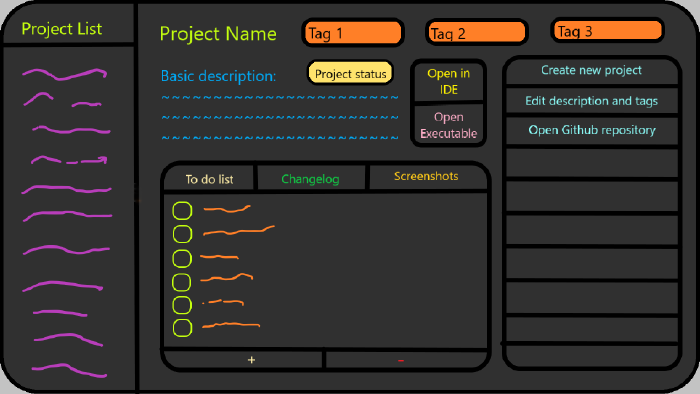 Project List
Project Name
Tag 1
Tag 2
Tag 3
Basic description:
Project status
Open in
IDE
Open
Executable
Create new project
Edit description and tags
Open Github repository
To do list
Changelog
Screenshots
+
-